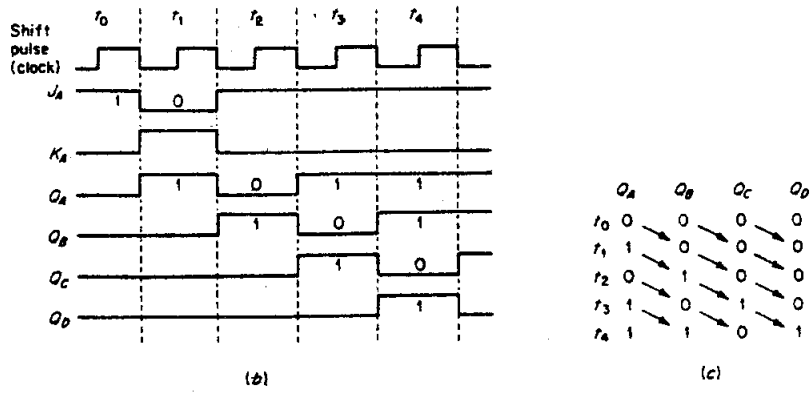 t0 t1 t2 t3 t4
Shift
pulse
(clock)
JA 1 0
KA
QA 1 0 1 1
QB 1 0 1
QC 1 0
QD 1
(b)
QA QB QC QD
t0 0 0 0 0
t1 1 0 0 0
t2 0 1 0 0
t3 1 0 1 0
t4 1 1 0 1
(c)